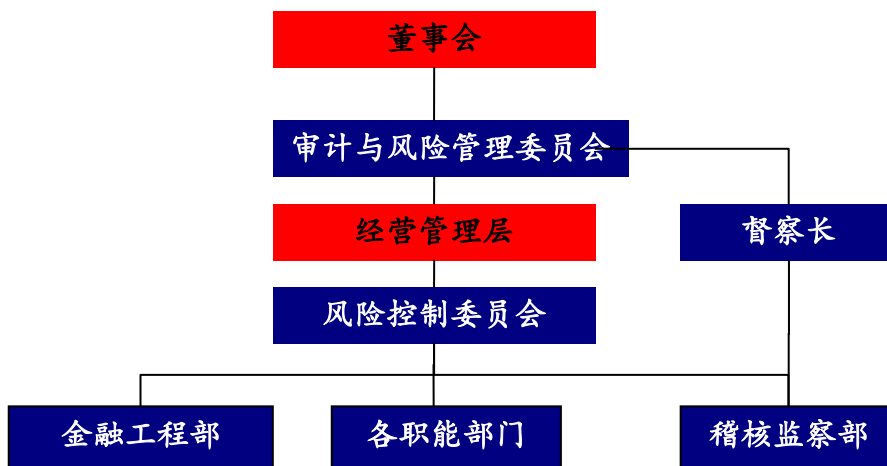 董事会
审计与风险管理委员会
经营管理层
督察长
风险控制委员会
金融工程部
各职能部门
稽核监察部